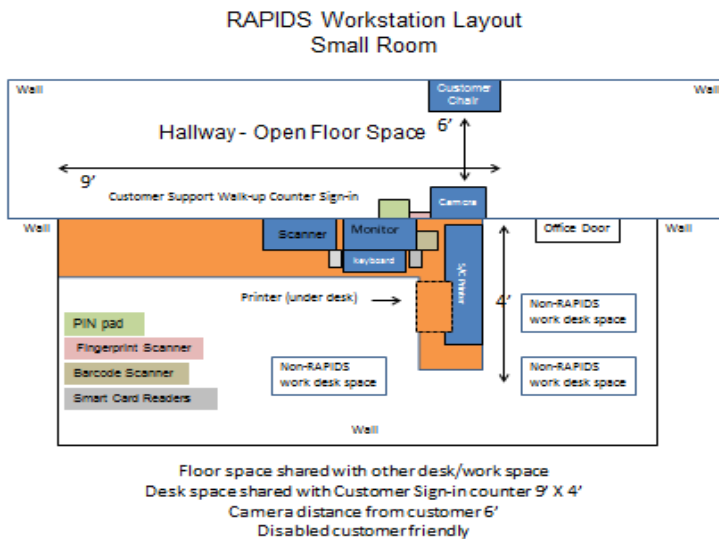 RAPIDS Workstation Layout
Small Room
Wall
Customer
Chair
Wall
Hallway - Open Floor Space
6’
9’
Customer Support Walk-up Counter Sign-in
Camera
Wall
Scanner
Monitor
Office Door
Wall
keyboard
S/C Printer
Printer (under desk)
4’
Non-RAPIDS
work desk space
PIN pad
Fingerprint Scanner
Barcode Scanner
Smart Card Readers
Non-RAPIDS
work desk space
Non-RAPIDS
work desk space
Wall
Floor space shared with other desk/work space
Desk space shared with Customer Sign-in counter 9’ X 4’
Camera distance from customer 6’
Disabled customer friendly